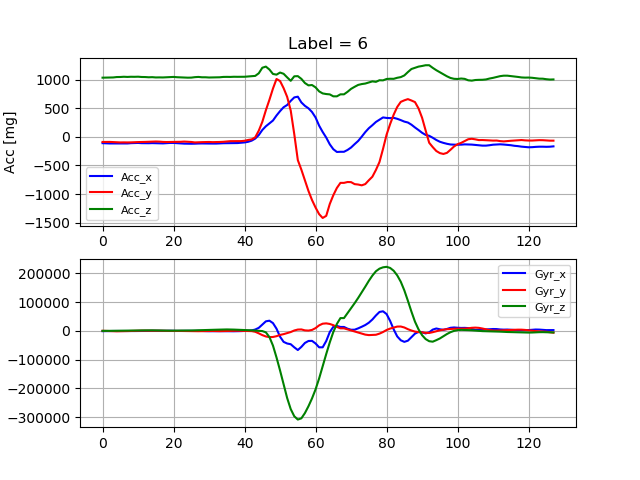 Label = 6
Acc [mg]
1000
500
0
−500
−1000
−1500
Acc_x
Acc_y
Acc_z
0 20 40 60 80 100 120
200000
100000
0
−100000
−200000
−300000
Gyr_x
Gyr_y
Gyr_z
0 20 40 60 80 100 120